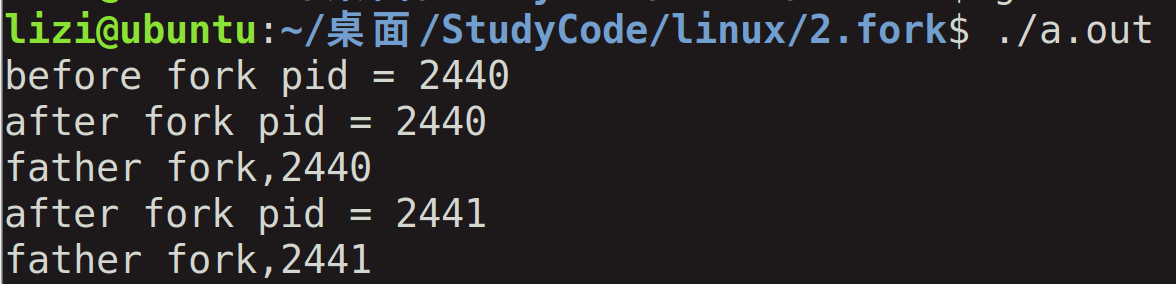 lizi@ubuntu:~/桌面/StudyCode/linux/2.fork$ ./a.out
before fork pid = 2440
after fork pid = 2440
father fork,2440
after fork pid = 2441
father fork,2441